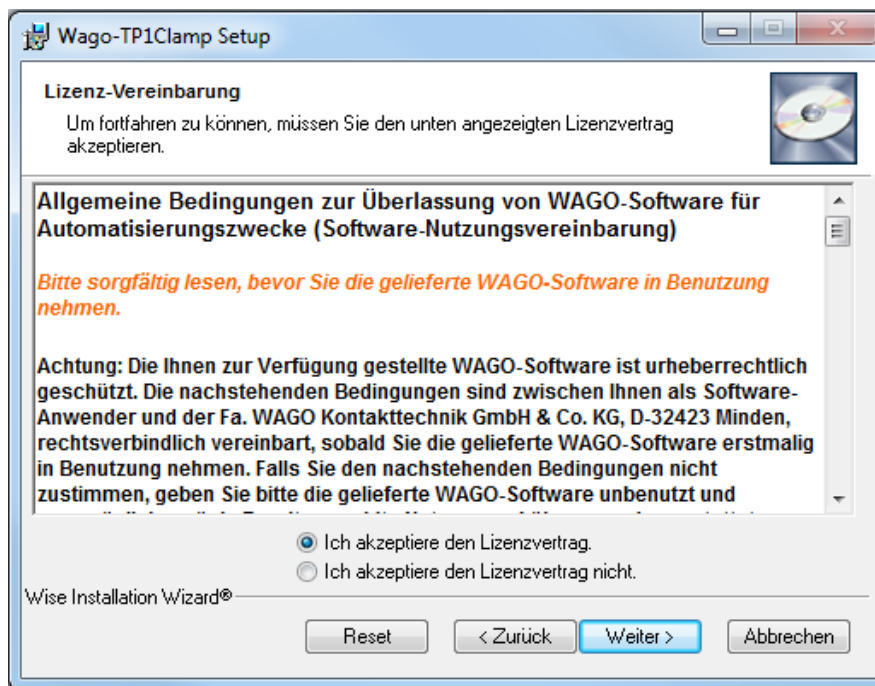 Wago-TP1Clamp Setup
Lizenz-Vereinbarung
Um fortfahren zu können, müssen Sie den unten angezeigten Lizenzvertrag
akzeptieren.
Allgemeine Bedingungen zur Überlassung von WAGO-Software für
Automatisierungszwecke (Software-Nutzungsvereinbarung)
Bitte sorgfältig lesen, bevor Sie die gelieferte WAGO-Software in Benutzung
nehmen.
Achtung: Die Ihnen zur Verfügung gestellte WAGO-Software ist urheberrechtlich
geschützt. Die nachstehenden Bedingungen sind zwischen Ihnen als Software-
Anwender und der Fa. WAGO Kontakttechnik GmbH & Co. KG, D-32423 Minden,
rechtsverbindlich vereinbart, sobald Sie die gelieferte WAGO-Software erstmalig
in Benutzung nehmen. Falls Sie den nachstehenden Bedingungen nicht
zustimmen, geben Sie bitte die gelieferte WAGO-Software unbenutzt und
Ich akzeptiere den Lizenzvertrag.
Ich akzeptiere den Lizenzvertrag nicht.
Wise Installation Wizard®
Reset
< Zurück
Weiter >
Abbrechen